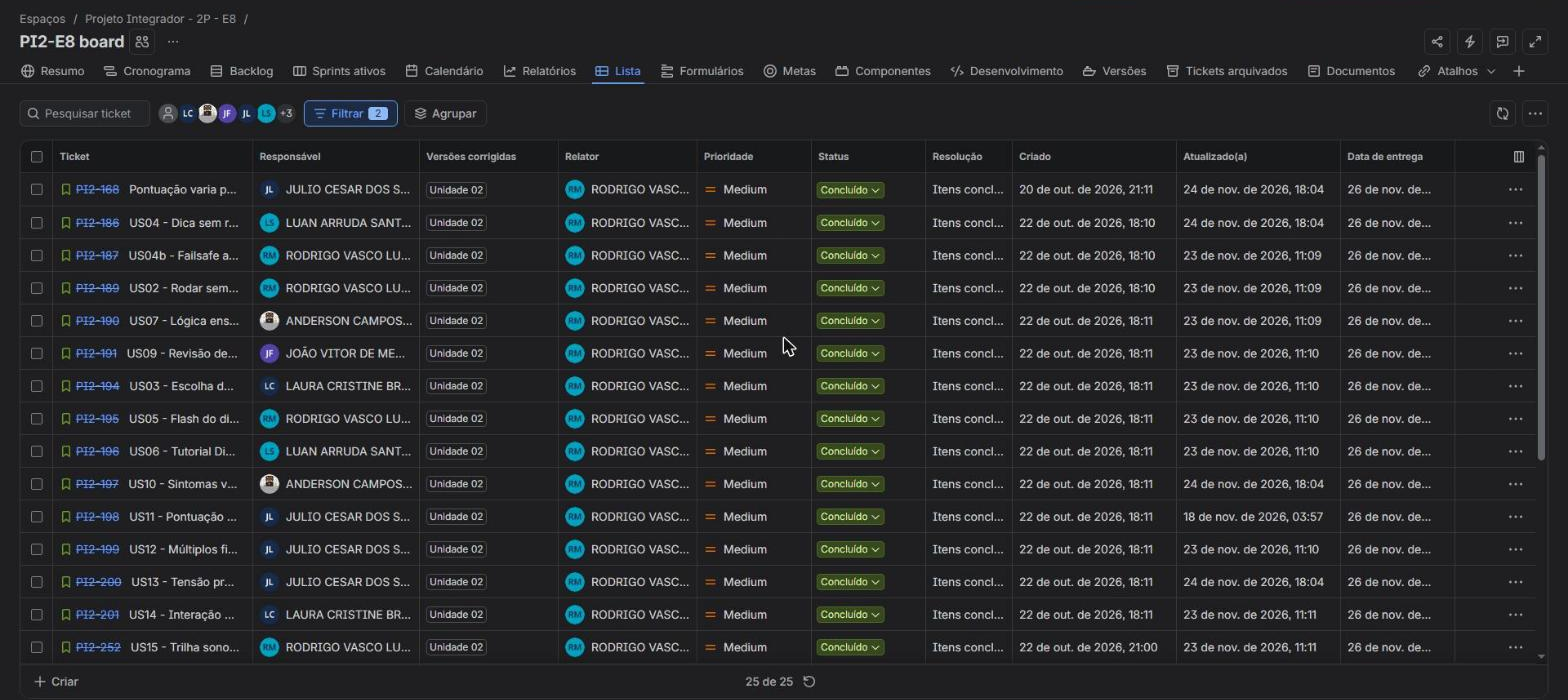 Espaços / Projeto Integrador - 2P - E8 /
PI2-E8 board
Resumo Cronograma Backlog Sprints ativos Calendário Relatórios Lista Formulários Metas Componentes Desenvolvimento Versões Tickets arquivados Documentos Atalhos
Pesquisar ticket LC JF JL LS +3 Filtrar 2 Agrupar
Ticket Responsável Versões corrigidas Relator Prioridade Status Resolução Criado Atualizado(a) Data de entrega
PI2-168 Pontuação varia p... JL JULIO CESAR DOS S... Unidade 02 RM RODRIGO VASC... Medium Concluído Itens concl... 20 de out. de 2026, 21:11 24 de nov. de 2026, 18:04 26 de nov. de...
PI2-186 US04 - Dica sem r... LS LUAN ARRUDA SANT... Unidade 02 RM RODRIGO VASC... Medium Concluído Itens concl... 22 de out. de 2026, 18:10 24 de nov. de 2026, 18:04 26 de nov. de...
PI2-187 US04b - Failsafe a... RM RODRIGO VASCO LU... Unidade 02 RM RODRIGO VASC... Medium Concluído Itens concl... 22 de out. de 2026, 18:10 23 de nov. de 2026, 11:09 26 de nov. de...
PI2-189 US02 - Rodar sem... RM RODRIGO VASCO LU... Unidade 02 RM RODRIGO VASC... Medium Concluído Itens concl... 22 de out. de 2026, 18:10 23 de nov. de 2026, 11:09 26 de nov. de...
PI2-190 US07 - Lógica ens... ANDERSON CAMPOS... Unidade 02 RM RODRIGO VASC... Medium Concluído Itens concl... 22 de out. de 2026, 18:11 23 de nov. de 2026, 11:09 26 de nov. de...
PI2-191 US09 - Revisão de... JF JOÃO VITOR DE ME... Unidade 02 RM RODRIGO VASC... Medium Concluído Itens concl... 22 de out. de 2026, 18:11 23 de nov. de 2026, 11:10 26 de nov. de...
PI2-194 US03 - Escolha d... LC LAURA CRISTINE BR... Unidade 02 RM RODRIGO VASC... Medium Concluído Itens concl... 22 de out. de 2026, 18:11 23 de nov. de 2026, 11:10 26 de nov. de...
PI2-195 US05 - Flash do di... RM RODRIGO VASCO LU... Unidade 02 RM RODRIGO VASC... Medium Concluído Itens concl... 22 de out. de 2026, 18:11 23 de nov. de 2026, 11:10 26 de nov. de...
PI2-196 US06 - Tutorial Di... LS LUAN ARRUDA SANT... Unidade 02 RM RODRIGO VASC... Medium Concluído Itens concl... 22 de out. de 2026, 18:11 23 de nov. de 2026, 11:10 26 de nov. de...
PI2-197 US10 - Sintomas v... ANDERSON CAMPOS... Unidade 02 RM RODRIGO VASC... Medium Concluído Itens concl... 22 de out. de 2026, 18:11 24 de nov. de 2026, 18:04 26 de nov. de...
PI2-198 US11 - Pontuação ... JL JULIO CESAR DOS S... Unidade 02 RM RODRIGO VASC... Medium Concluído Itens concl... 22 de out. de 2026, 18:11 18 de nov. de 2026, 03:57 26 de nov. de...
PI2-199 US12 - Múltiplos fi... JL JULIO CESAR DOS S... Unidade 02 RM RODRIGO VASC... Medium Concluído Itens concl... 22 de out. de 2026, 18:11 23 de nov. de 2026, 11:10 26 de nov. de...
PI2-200 US13 - Tensão pr... JL JULIO CESAR DOS S... Unidade 02 RM RODRIGO VASC... Medium Concluído Itens concl... 22 de out. de 2026, 18:11 24 de nov. de 2026, 18:04 26 de nov. de...
PI2-201 US14 - Interação ... LC LAURA CRISTINE BR... Unidade 02 RM RODRIGO VASC... Medium Concluído Itens concl... 22 de out. de 2026, 18:11 23 de nov. de 2026, 11:11 26 de nov. de...
PI2-252 US15 - Trilha sono... RM RODRIGO VASCO LU... Unidade 02 RM RODRIGO VASC... Medium Concluído Itens concl... 22 de out. de 2026, 21:00 23 de nov. de 2026, 11:11 26 de nov. de...
Criar 25 de 25